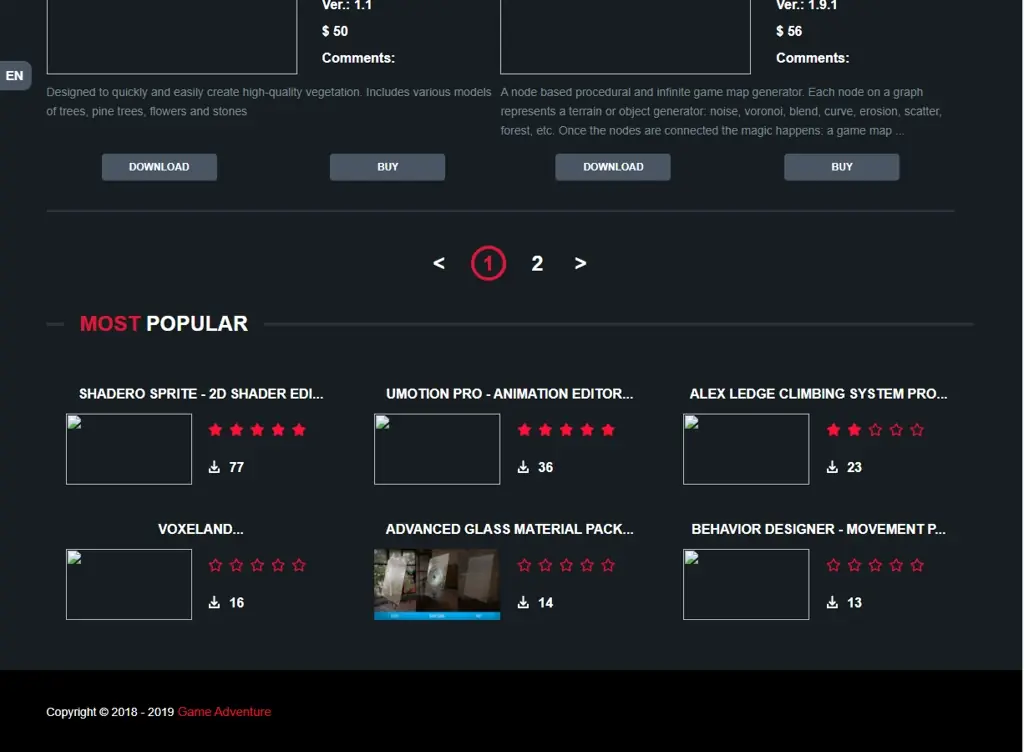 Ver.: 1.1
$ 50
Comments:
Ver.: 1.9.1
$ 56
Comments:
EN
Designed to quickly and easily create high-quality vegetation. Includes various models
of trees, pine trees, flowers and stones
A node based procedural and infinite game map generator. Each node on a graph
represents a terrain or object generator: noise, voronoi, blend, curve, erosion, scatter,
forest, etc. Once the nodes are connected the magic happens: a game map ...
DOWNLOAD
BUY
DOWNLOAD
BUY
< 1 2 >
MOST POPULAR
SHADERO SPRITE - 2D SHADER EDI...
77
UMOTION PRO - ANIMATION EDITOR...
36
ALEX LEDGE CLIMBING SYSTEM PRO...
23
VOXELAND...
16
ADVANCED GLASS MATERIAL PACK...
14
BEHAVIOR DESIGNER - MOVEMENT P...
13
Copyright © 2018 - 2019 Game Adventure